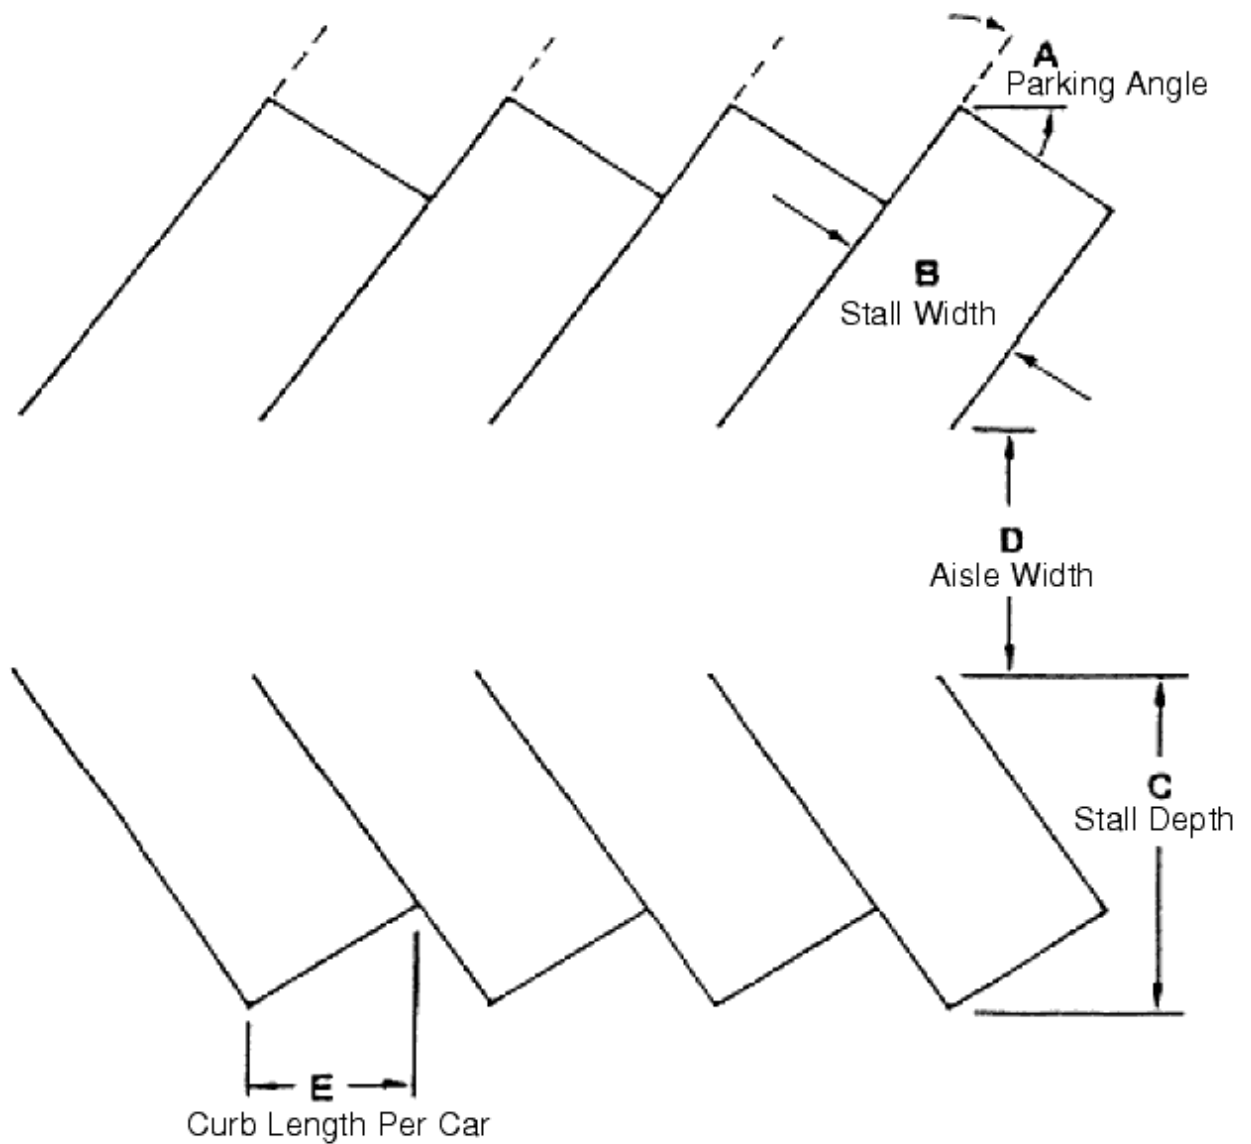 A
Parking Angle
B
Stall Width
D
Aisle Width
C
Stall Depth
E
Curb Length Per Car